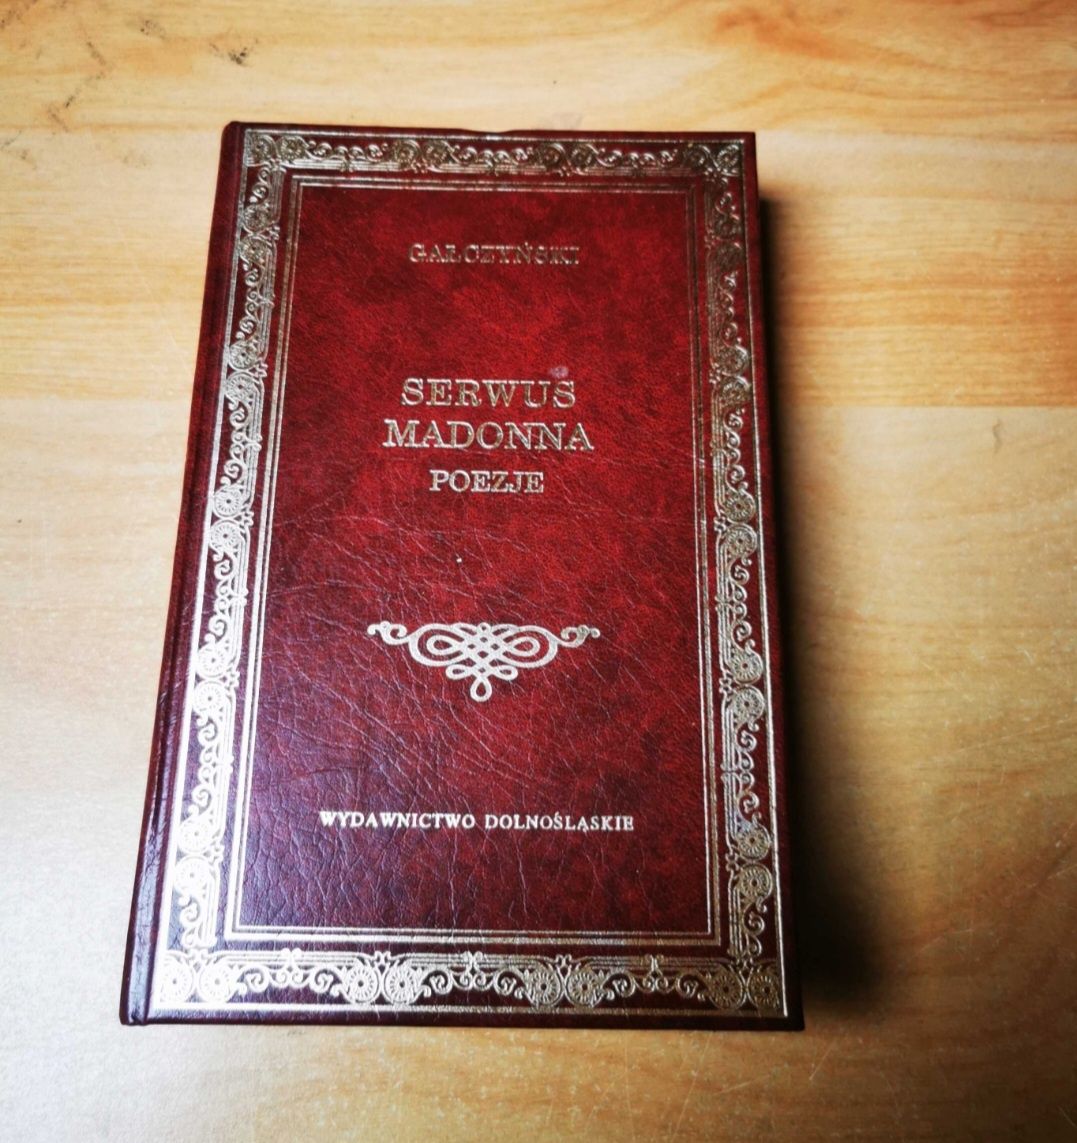 GAŁCZYŃSKI
SERWUS
MADONNA
POEZJE
WYDAWNICTWO DOLNOŚLĄSKIE